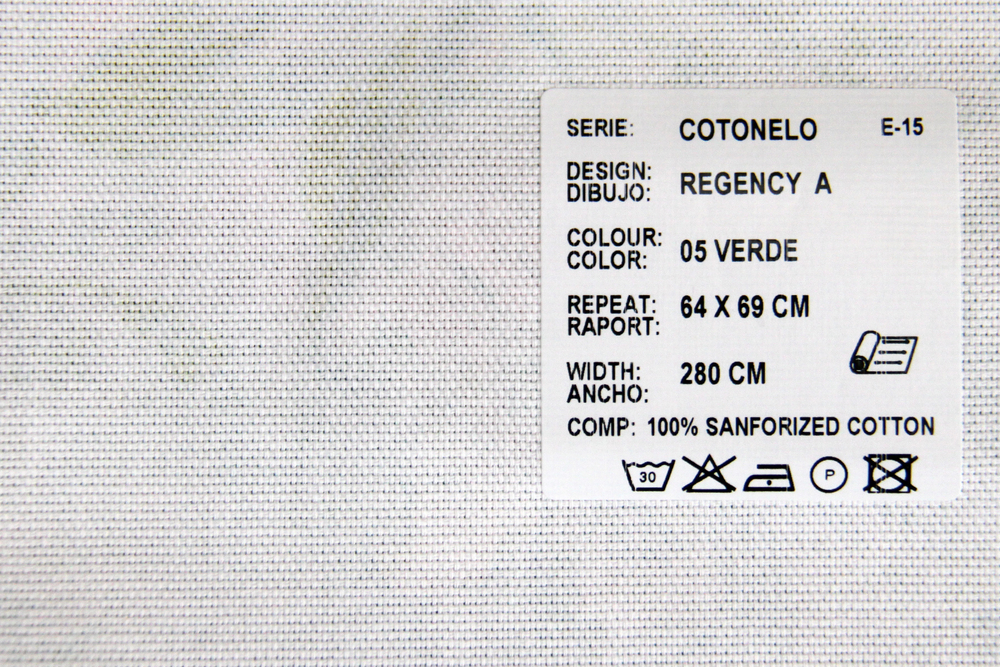 SERIE: COTONELO E-15
DESIGN:
DIBUJO: REGENCY A
COLOUR:
COLOR: 05 VERDE
REPEAT: 64 X 69 CM
RAPORT:
WIDTH: 280 CM
ANCHO:
COMP: 100% SANFORIZED COTTON
30 P